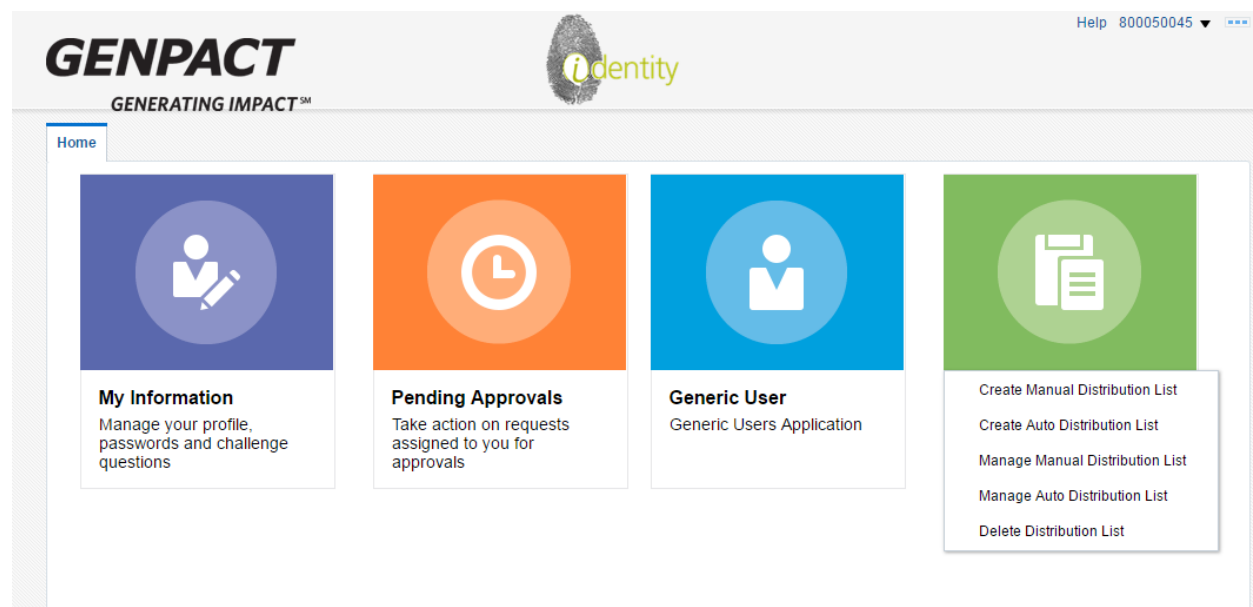 Help 800050045
GENPACT
GENERATING IMPACT℠
identity
Home
My Information
Manage your profile,
passwords and challenge
questions
Pending Approvals
Take action on requests
assigned to you for
approvals
Generic User
Generic Users Application
Create Manual Distribution List
Create Auto Distribution List
Manage Manual Distribution List
Manage Auto Distribution List
Delete Distribution List